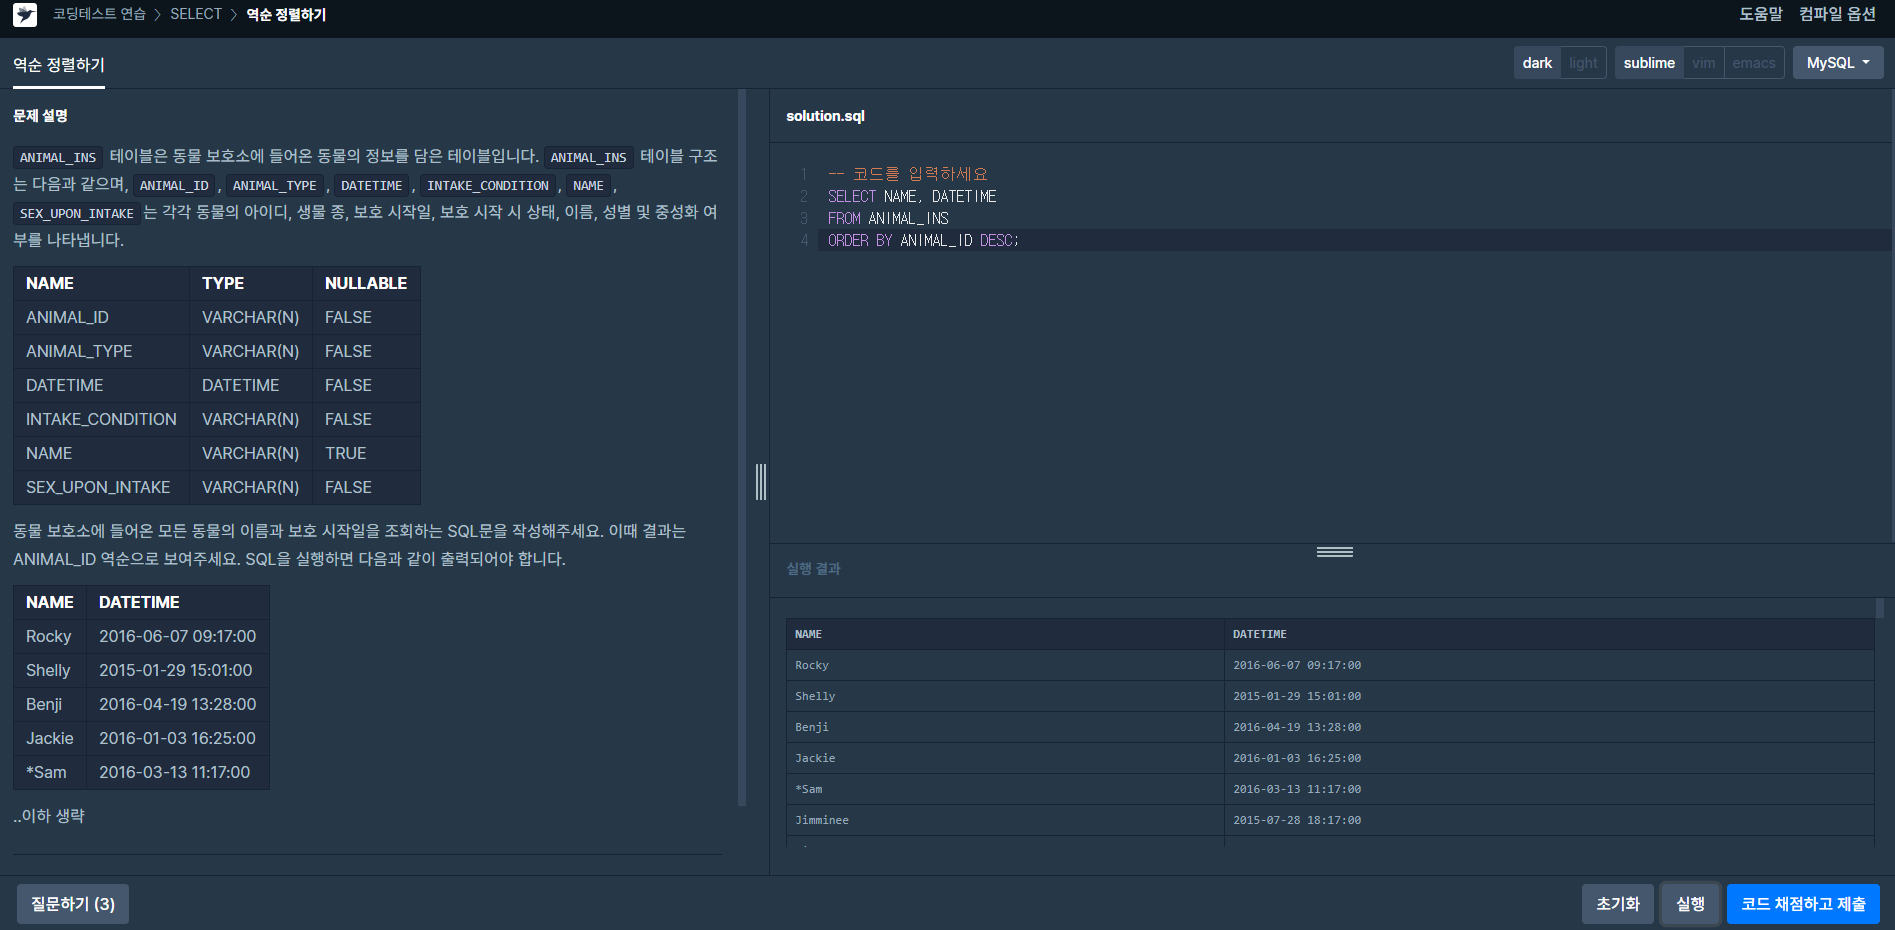 코딩테스트 연습 > SELECT > 역순 정렬하기
도움말 컴파일 옵션
역순 정렬하기
dark light sublime vim emacs MySQL
문제 설명
ANIMAL_INS 테이블은 동물 보호소에 들어온 동물의 정보를 담은 테이블입니다. ANIMAL_INS 테이블 구조
는 다음과 같으며, ANIMAL_ID, ANIMAL_TYPE, DATETIME, INTAKE_CONDITION, NAME,
SEX_UPON_INTAKE는 각각 동물의 아이디, 생물 종, 보호 시작일, 보호 시작 시 상태, 이름, 성별 및 중성화 여
부를 나타냅니다.
NAME TYPE NULLABLE
ANIMAL_ID VARCHAR(N) FALSE
ANIMAL_TYPE VARCHAR(N) FALSE
DATETIME DATETIME FALSE
INTAKE_CONDITION VARCHAR(N) FALSE
NAME VARCHAR(N) TRUE
SEX_UPON_INTAKE VARCHAR(N) FALSE
동물 보호소에 들어온 모든 동물의 이름과 보호 시작일을 조회하는 SQL문을 작성해주세요. 이때 결과는
ANIMAL_ID 역순으로 보여주세요. SQL을 실행하면 다음과 같이 출력되어야 합니다.
NAME DATETIME
Rocky 2016-06-07 09:17:00
Shelly 2015-01-29 15:01:00
Benji 2016-04-19 13:28:00
Jackie 2016-01-03 16:25:00
*Sam 2016-03-13 11:17:00
..이하 생략
solution.sql
1 -- 코드를 입력하세요
2 SELECT NAME, DATETIME
3 FROM ANIMAL_INS
4 ORDER BY ANIMAL_ID DESC;
실행 결과
NAME DATETIME
Rocky 2016-06-07 09:17:00
Shelly 2015-01-29 15:01:00
Benji 2016-04-19 13:28:00
Jackie 2016-01-03 16:25:00
*Sam 2016-03-13 11:17:00
Jimminee 2015-07-28 18:17:00
질문하기 (3)
초기화 실행 코드 채점하고 제출